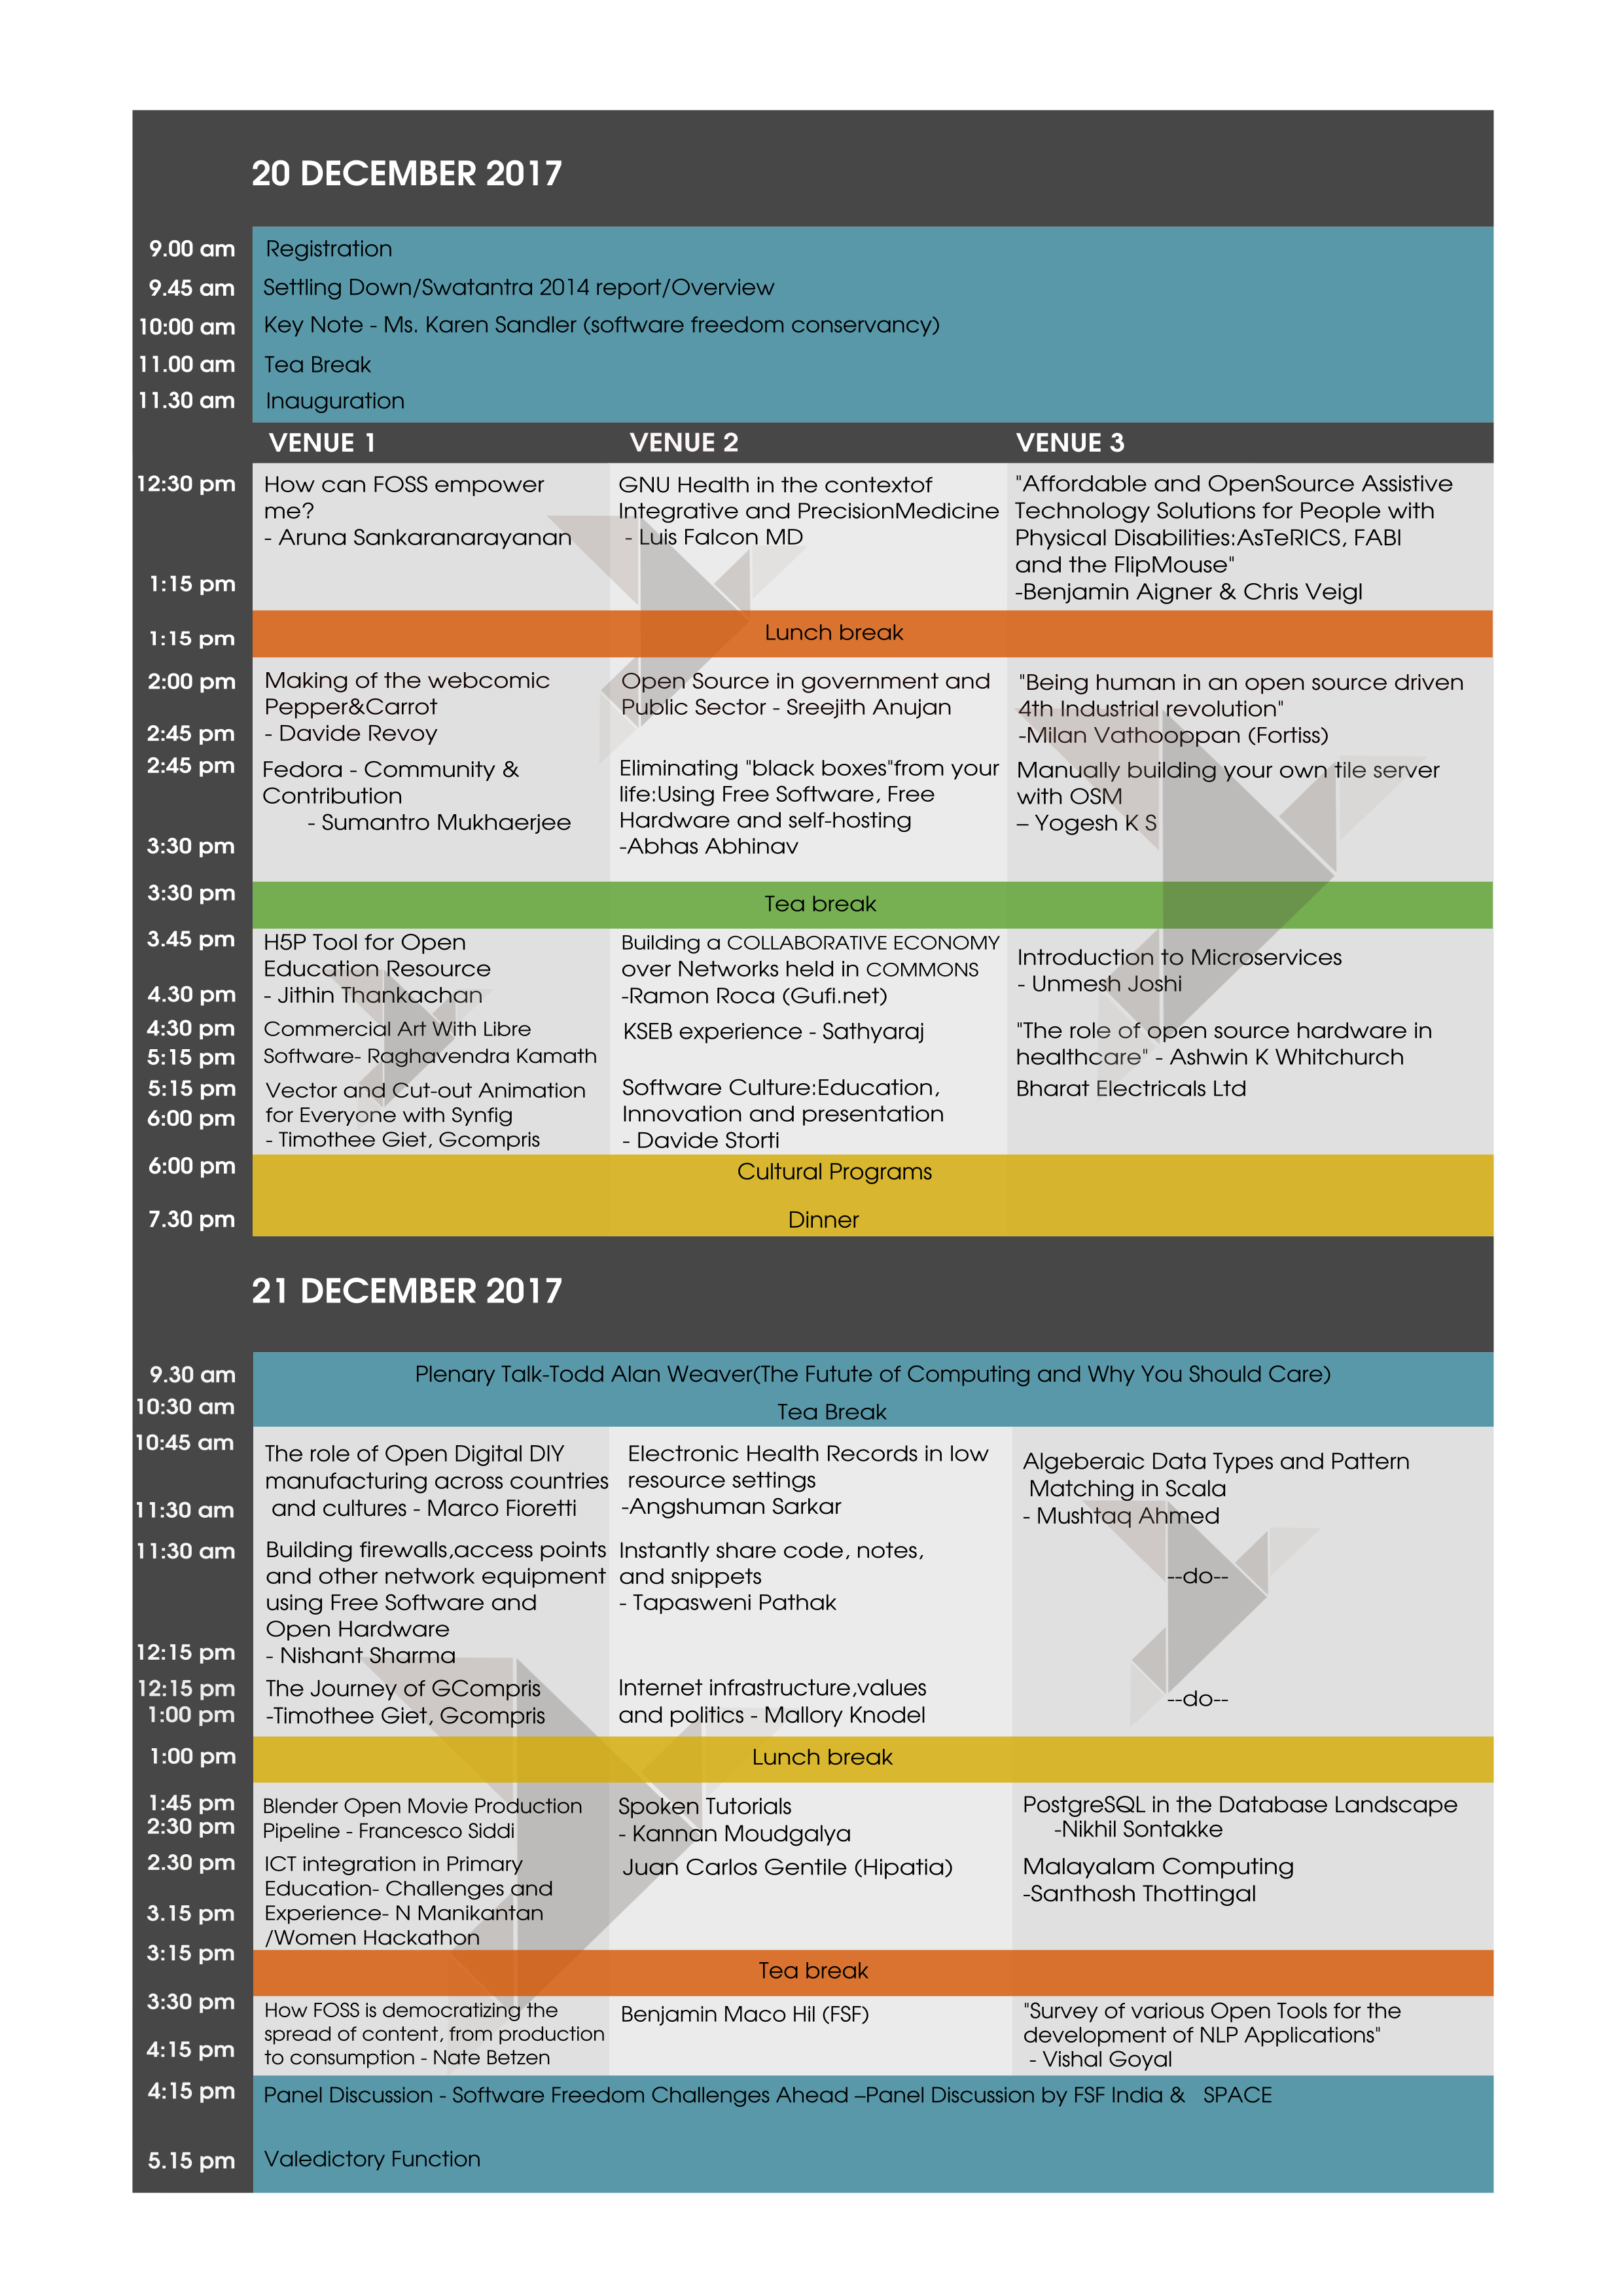 20 DECEMBER 2017
9.00 am Registration
9.45 am Settling Down/Swatantra 2014 report/Overview
10:00 am Key Note - Ms. Karen Sandler (software freedom conservancy)
11.00 am Tea Break
11.30 am Inauguration
VENUE 1 VENUE 2 VENUE 3
12:30 pm
1:15 pm
How can FOSS empower
me?
- Aruna Sankaranarayanan
GNU Health in the contextof
Integrative and PrecisionMedicine
- Luis Falcon MD
"Affordable and OpenSource Assistive
Technology Solutions for People with
Physical Disabilities:AsTeRICS, FABI
and the FlipMouse"
-Benjamin Aigner & Chris Veigl
1:15 pm Lunch break
2:00 pm
2:45 pm
Making of the webcomic
Pepper&Carrot
- Davide Revoy
Open Source in government and
Public Sector - Sreejith Anujan
"Being human in an open source driven
4th Industrial revolution"
-Milan Vathooppan (Fortiss)
2:45 pm
3:30 pm
Fedora - Community &
Contribution
- Sumantro Mukhaerjee
Eliminating "black boxes"from your
life:Using Free Software, Free
Hardware and self-hosting
-Abhas Abhinav
Manually building your own tile server
with OSM
– Yogesh K S
3:30 pm Tea break
3.45 pm
4.30 pm
H5P Tool for Open
Education Resource
- Jithin Thankachan
Building a COLLABORATIVE ECONOMY
over Networks held in COMMONS
-Ramon Roca (Gufi.net)
Introduction to Microservices
- Unmesh Joshi
4:30 pm
5:15 pm
Commercial Art With Libre
Software- Raghavendra Kamath
KSEB experience - Sathyaraj
"The role of open source hardware in
healthcare" - Ashwin K Whitchurch
5:15 pm
6:00 pm
Vector and Cut-out Animation
for Everyone with Synfig
- Timothee Giet, Gcompris
Software Culture:Education,
Innovation and presentation
- Davide Storti
Bharat Electricals Ltd
6:00 pm Cultural Programs
7.30 pm Dinner
21 DECEMBER 2017
9.30 am Plenary Talk-Todd Alan Weaver(The Futute of Computing and Why You Should Care)
10:30 am Tea Break
10:45 am
11:30 am
The role of Open Digital DIY
manufacturing across countries
and cultures - Marco Fioretti
Electronic Health Records in low
resource settings
-Angshuman Sarkar
Algeberaic Data Types and Pattern
Matching in Scala
- Mushtaq Ahmed
11:30 am
12:15 pm
Building firewalls,access points
and other network equipment
using Free Software and
Open Hardware
- Nishant Sharma
Instantly share code, notes,
and snippets
- Tapasweni Pathak
--do--
12:15 pm
1:00 pm
The Journey of GCompris
-Timothee Giet, Gcompris
Internet infrastructure,values
and politics - Mallory Knodel
--do--
1:00 pm Lunch break
1:45 pm
2:30 pm
Blender Open Movie Production
Pipeline - Francesco Siddi
Spoken Tutorials
- Kannan Moudgalya
PostgreSQL in the Database Landscape
-Nikhil Sontakke
2.30 pm
3.15 pm
ICT integration in Primary
Education- Challenges and
Experience- N Manikantan
/Women Hackathon
Juan Carlos Gentile (Hipatia)
Malayalam Computing
-Santhosh Thottingal
3:15 pm Tea break
3:30 pm
4:15 pm
How FOSS is democratizing the
spread of content, from production
to consumption - Nate Betzen
Benjamin Maco Hil (FSF)
"Survey of various Open Tools for the
development of NLP Applications"
- Vishal Goyal
4:15 pm Panel Discussion - Software Freedom Challenges Ahead –Panel Discussion by FSF India & SPACE
5.15 pm Valedictory Function